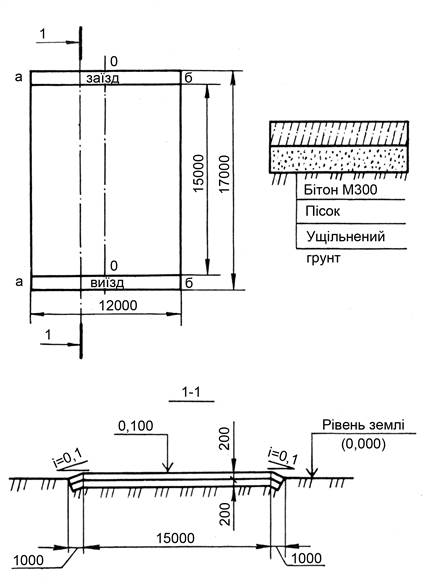 1
0
а
заїзд
б
15000
17000
Бітон М300
Пісок
Ущільнений
грунт
0
а
виїзд
б
12000
1
1-1
i=0,1
0,100
200
i=0,1
Рівень землі
(0,000)
200
1000
15000
1000